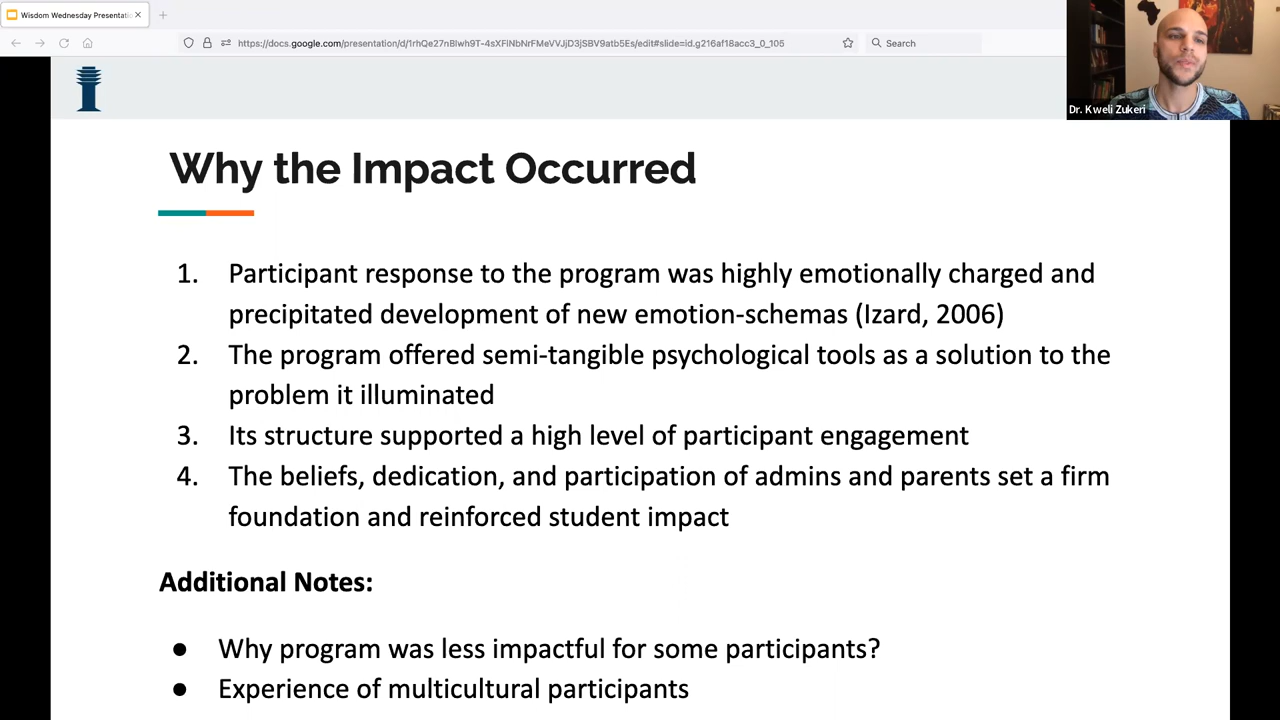 Wisdom Wednesday Presentati
https://docs.google.com/presentation/d/1rhQe27nBlwh9T-4sXFlNbNrFMeVVJjD3jSBV9atb5Es/edit#slide=id.g216af18acc3_0_105
Search
Dr. Kweli Zukeri
Why the Impact Occurred
1. Participant response to the program was highly emotionally charged and
precipitated development of new emotion-schemas (Izard, 2006)
2. The program offered semi-tangible psychological tools as a solution to the
problem it illuminated
3. Its structure supported a high level of participant engagement
4. The beliefs, dedication, and participation of admins and parents set a firm
foundation and reinforced student impact
Additional Notes:
● Why program was less impactful for some participants?
● Experience of multicultural participants